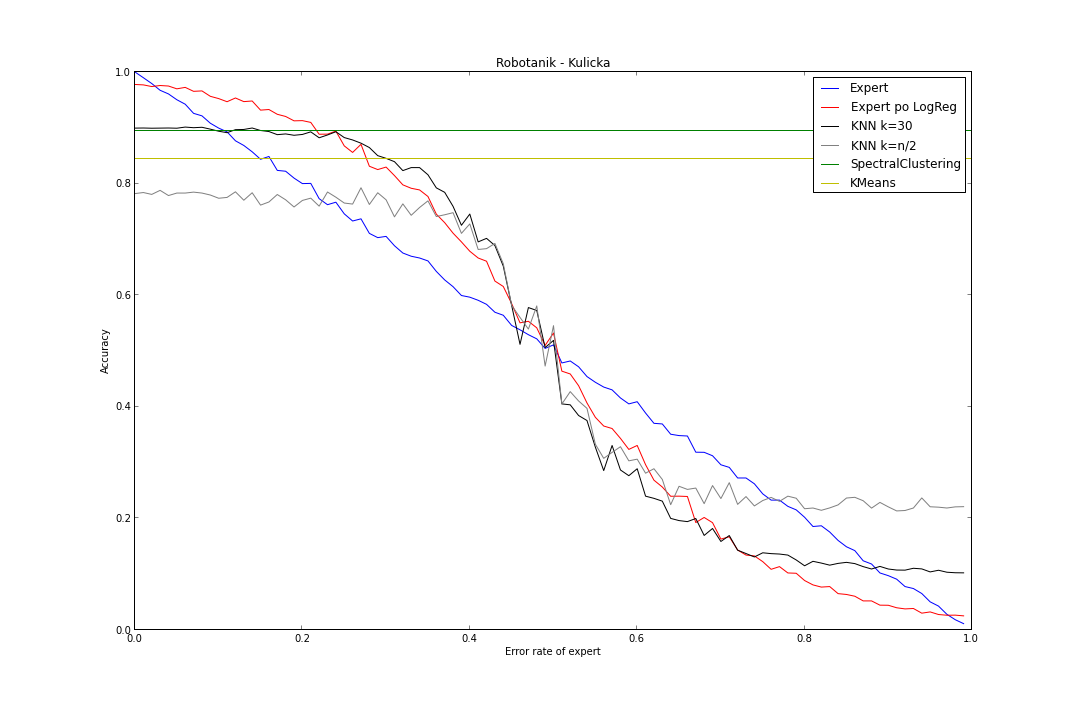 Robotanik - Kulicka
1.0
0.8
0.6
0.4
0.2
0.0
Accuracy
Expert
Expert po LogReg
KNN k=30
KNN k=n/2
SpectralClustering
KMeans
0.0 0.2 0.4 0.6 0.8 1.0
Error rate of expert